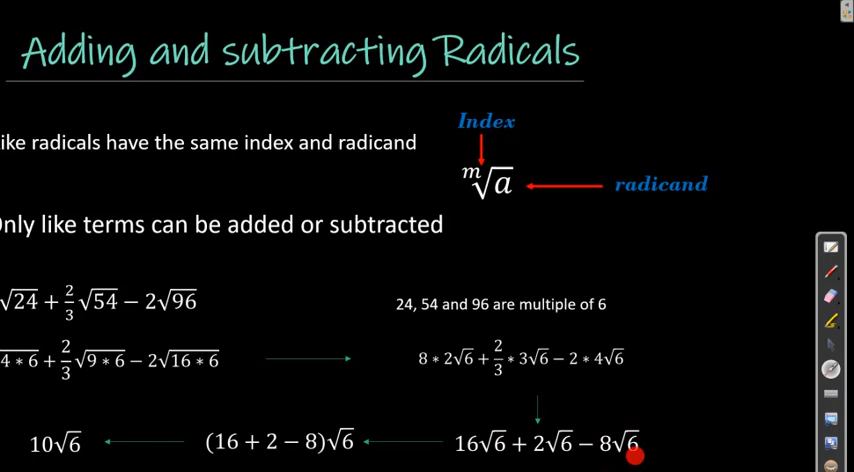 Adding and subtracting Radicals
Index
ike radicals have the same index and radicand
ᵐ√a
radicand
nly like terms can be added or subtracted
√24 + 2/3 √54 − 2√96
24, 54 and 96 are multiple of 6
√4 * 6 + 2/3 √9 * 6 − 2√16 * 6
8 * 2√6 + 2/3 * 3√6 − 2 * 4√6
10√6
(16 + 2 − 8)√6
16√6 + 2√6 − 8√6